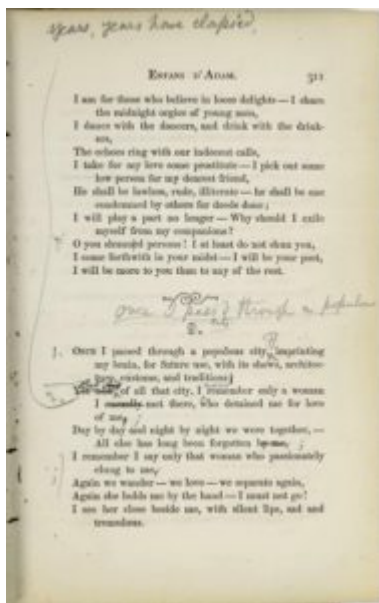 years, years have elapsed,
ENFANS D'ADAM. 311
I am for those who believe in loose delights — I share
the midnight orgies of young men,
I dance with the dancers, and drink with the drink-
ers,
The echoes ring with our indecent calls,
I take for my love some prostitute — I pick out some
low person for my dearest friend,
He shall be lawless, rude, illiterate — he shall be one
condemned by others for deeds done;
I will play a part no longer — Why should I exile
myself from my companions?
O you shunned persons! I at least do not shun you,
I come forthwith in your midst — I will be your poet,
I will be more to you than to any of the rest.
once I pass'd through a populous
city
9.
1. ONCE I passed through a populous city, imprinting
my brain, for future use, with its shows, architec-
ture, customs, and traditions;
of all that city, I remember only a woman
I casually met there, who detained me for love
of me,
Day by day and night by night we were together, —
All else has long been forgotten by me,
I remember I say only that woman who passionately
clung to me,
Again we wander — we love — we separate again,
Again she holds me by the hand — I must not go!
I see her close beside me, with silent lips, sad and
tremulous.